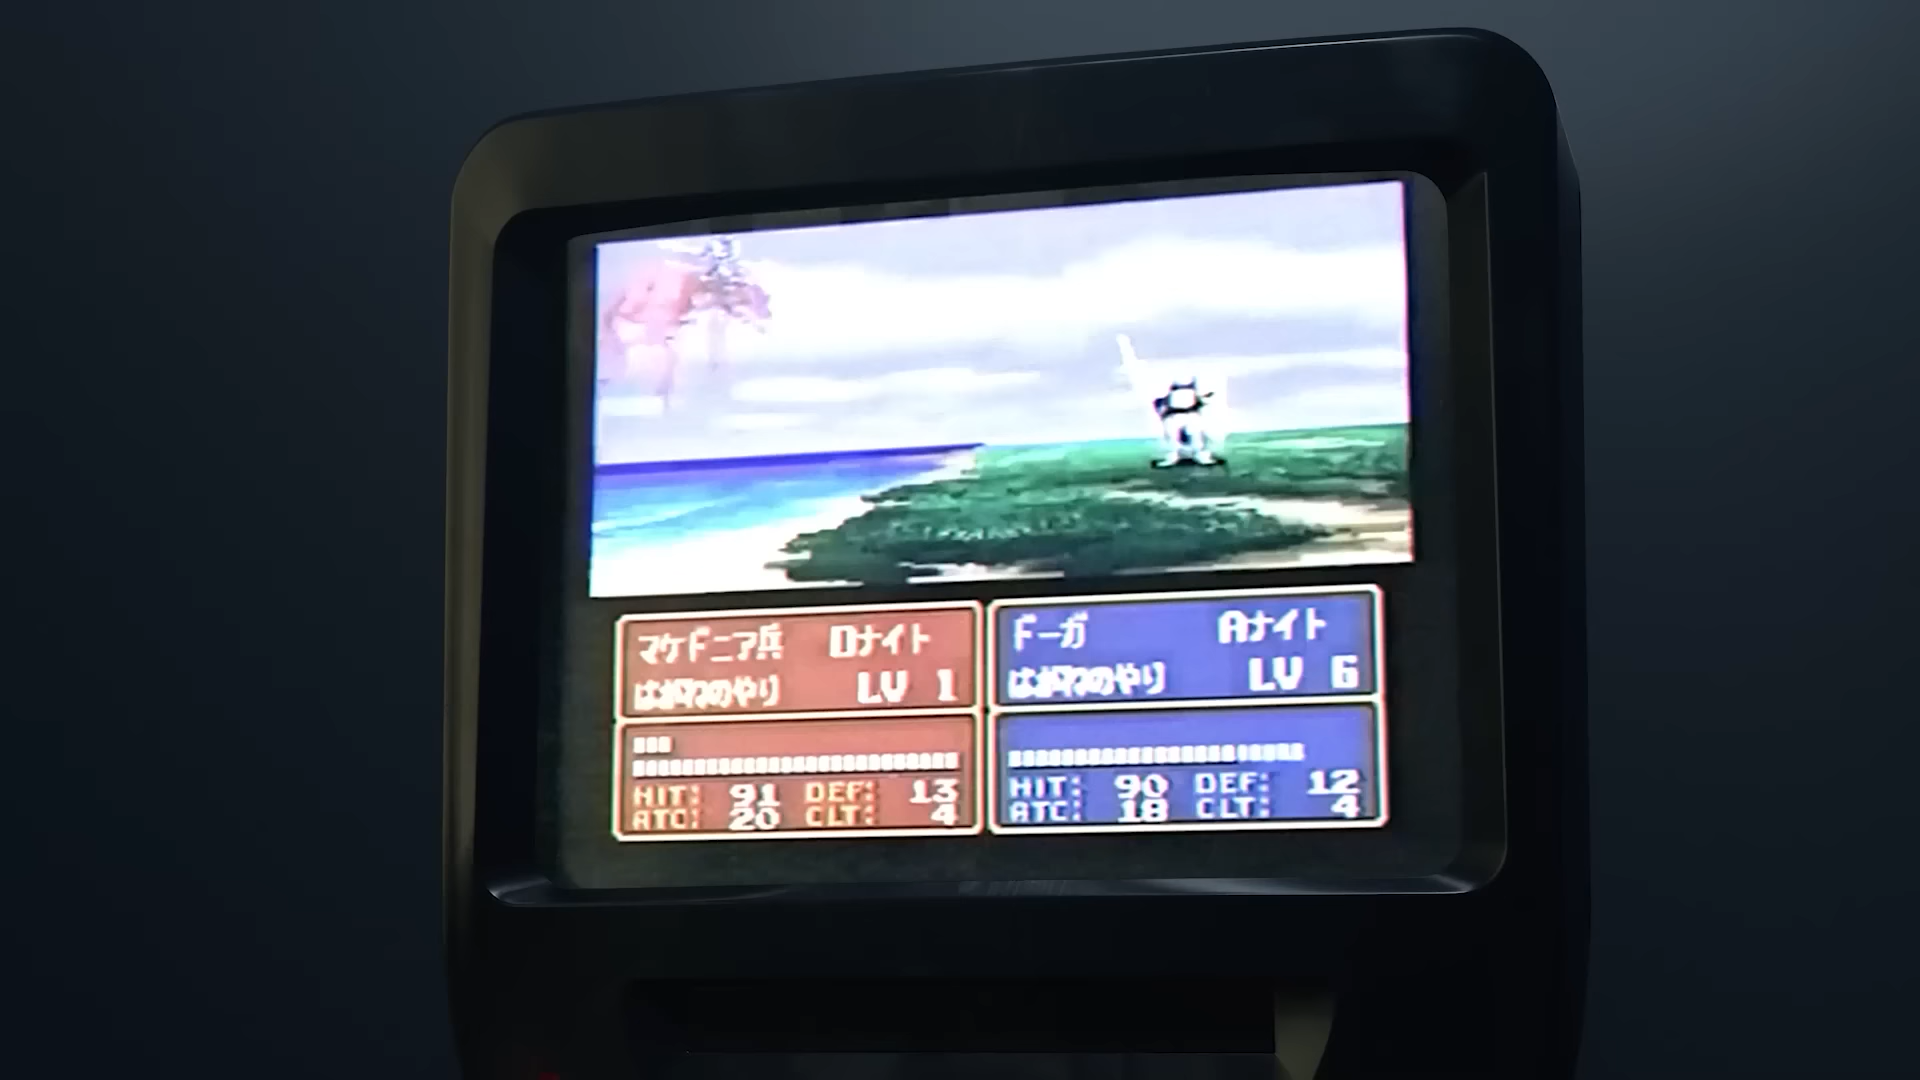 マケドニア兵 Dナイト
はがねのやり LV 1
HIT: 91 DEF: 13
ATC: 20 CLT: 4
ドーガ Aナイト
はがねのやり LV 6
HIT: 90 DEF: 12
ATC: 18 CLT: 4